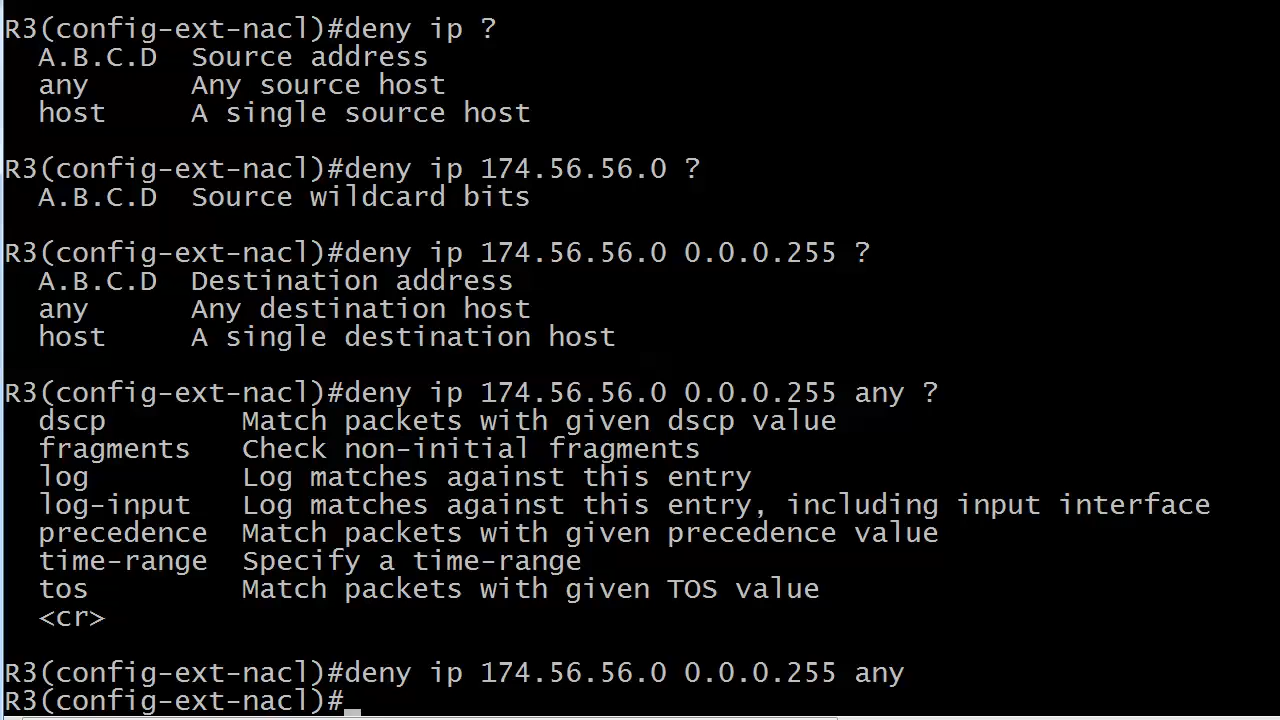 R3(config-ext-nacl)#deny ip ?
A.B.C.D  Source address
any      Any source host
host     A single source host
R3(config-ext-nacl)#deny ip 174.56.56.0 ?
A.B.C.D  Source wildcard bits
R3(config-ext-nacl)#deny ip 174.56.56.0 0.0.0.255 ?
A.B.C.D  Destination address
any      Any destination host
host     A single destination host
R3(config-ext-nacl)#deny ip 174.56.56.0 0.0.0.255 any ?
dscp        Match packets with given dscp value
fragments   Check non-initial fragments
log         Log matches against this entry
log-input   Log matches against this entry, including input interface
precedence  Match packets with given precedence value
time-range  Specify a time-range
tos         Match packets with given TOS value
<cr>
R3(config-ext-nacl)#deny ip 174.56.56.0 0.0.0.255 any
R3(config-ext-nacl)#